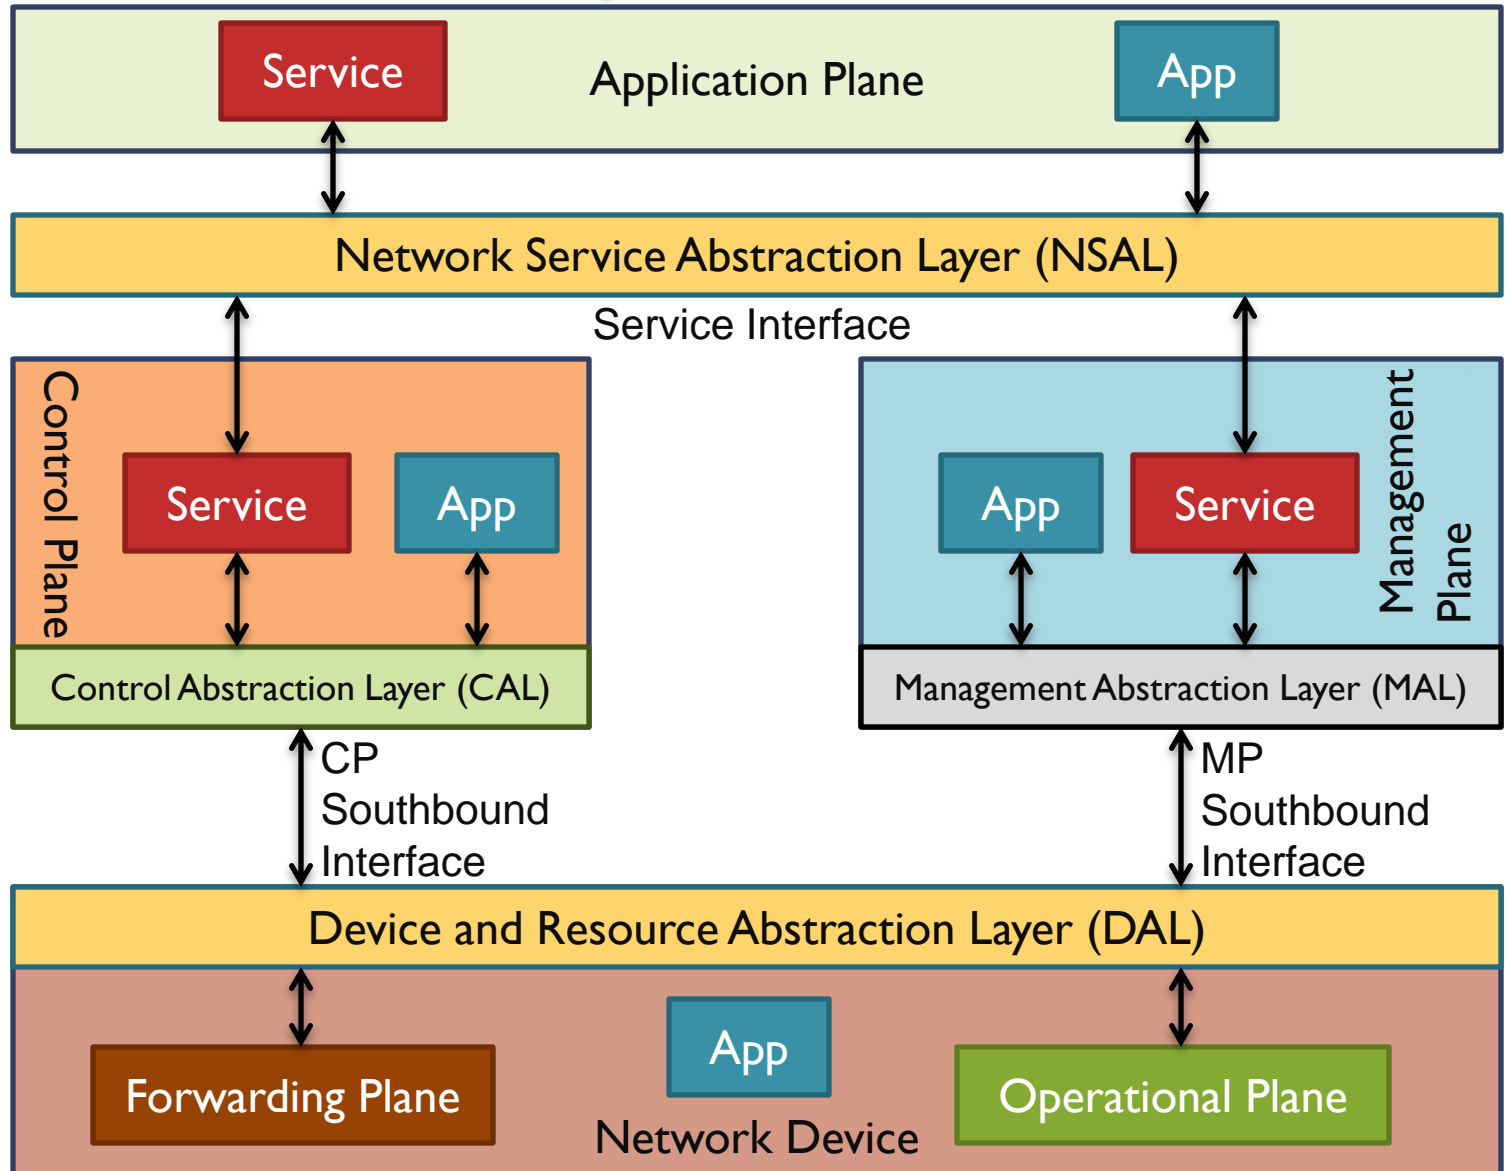 Service
Application Plane
App
Network Service Abstraction Layer (NSAL)
Service Interface
Control Plane
Service
App
Control Abstraction Layer (CAL)
App
Service
Management
Plane
Management Abstraction Layer (MAL)
CP
Southbound
Interface
MP
Southbound
Interface
Device and Resource Abstraction Layer (DAL)
Forwarding Plane
App
Network Device
Operational Plane